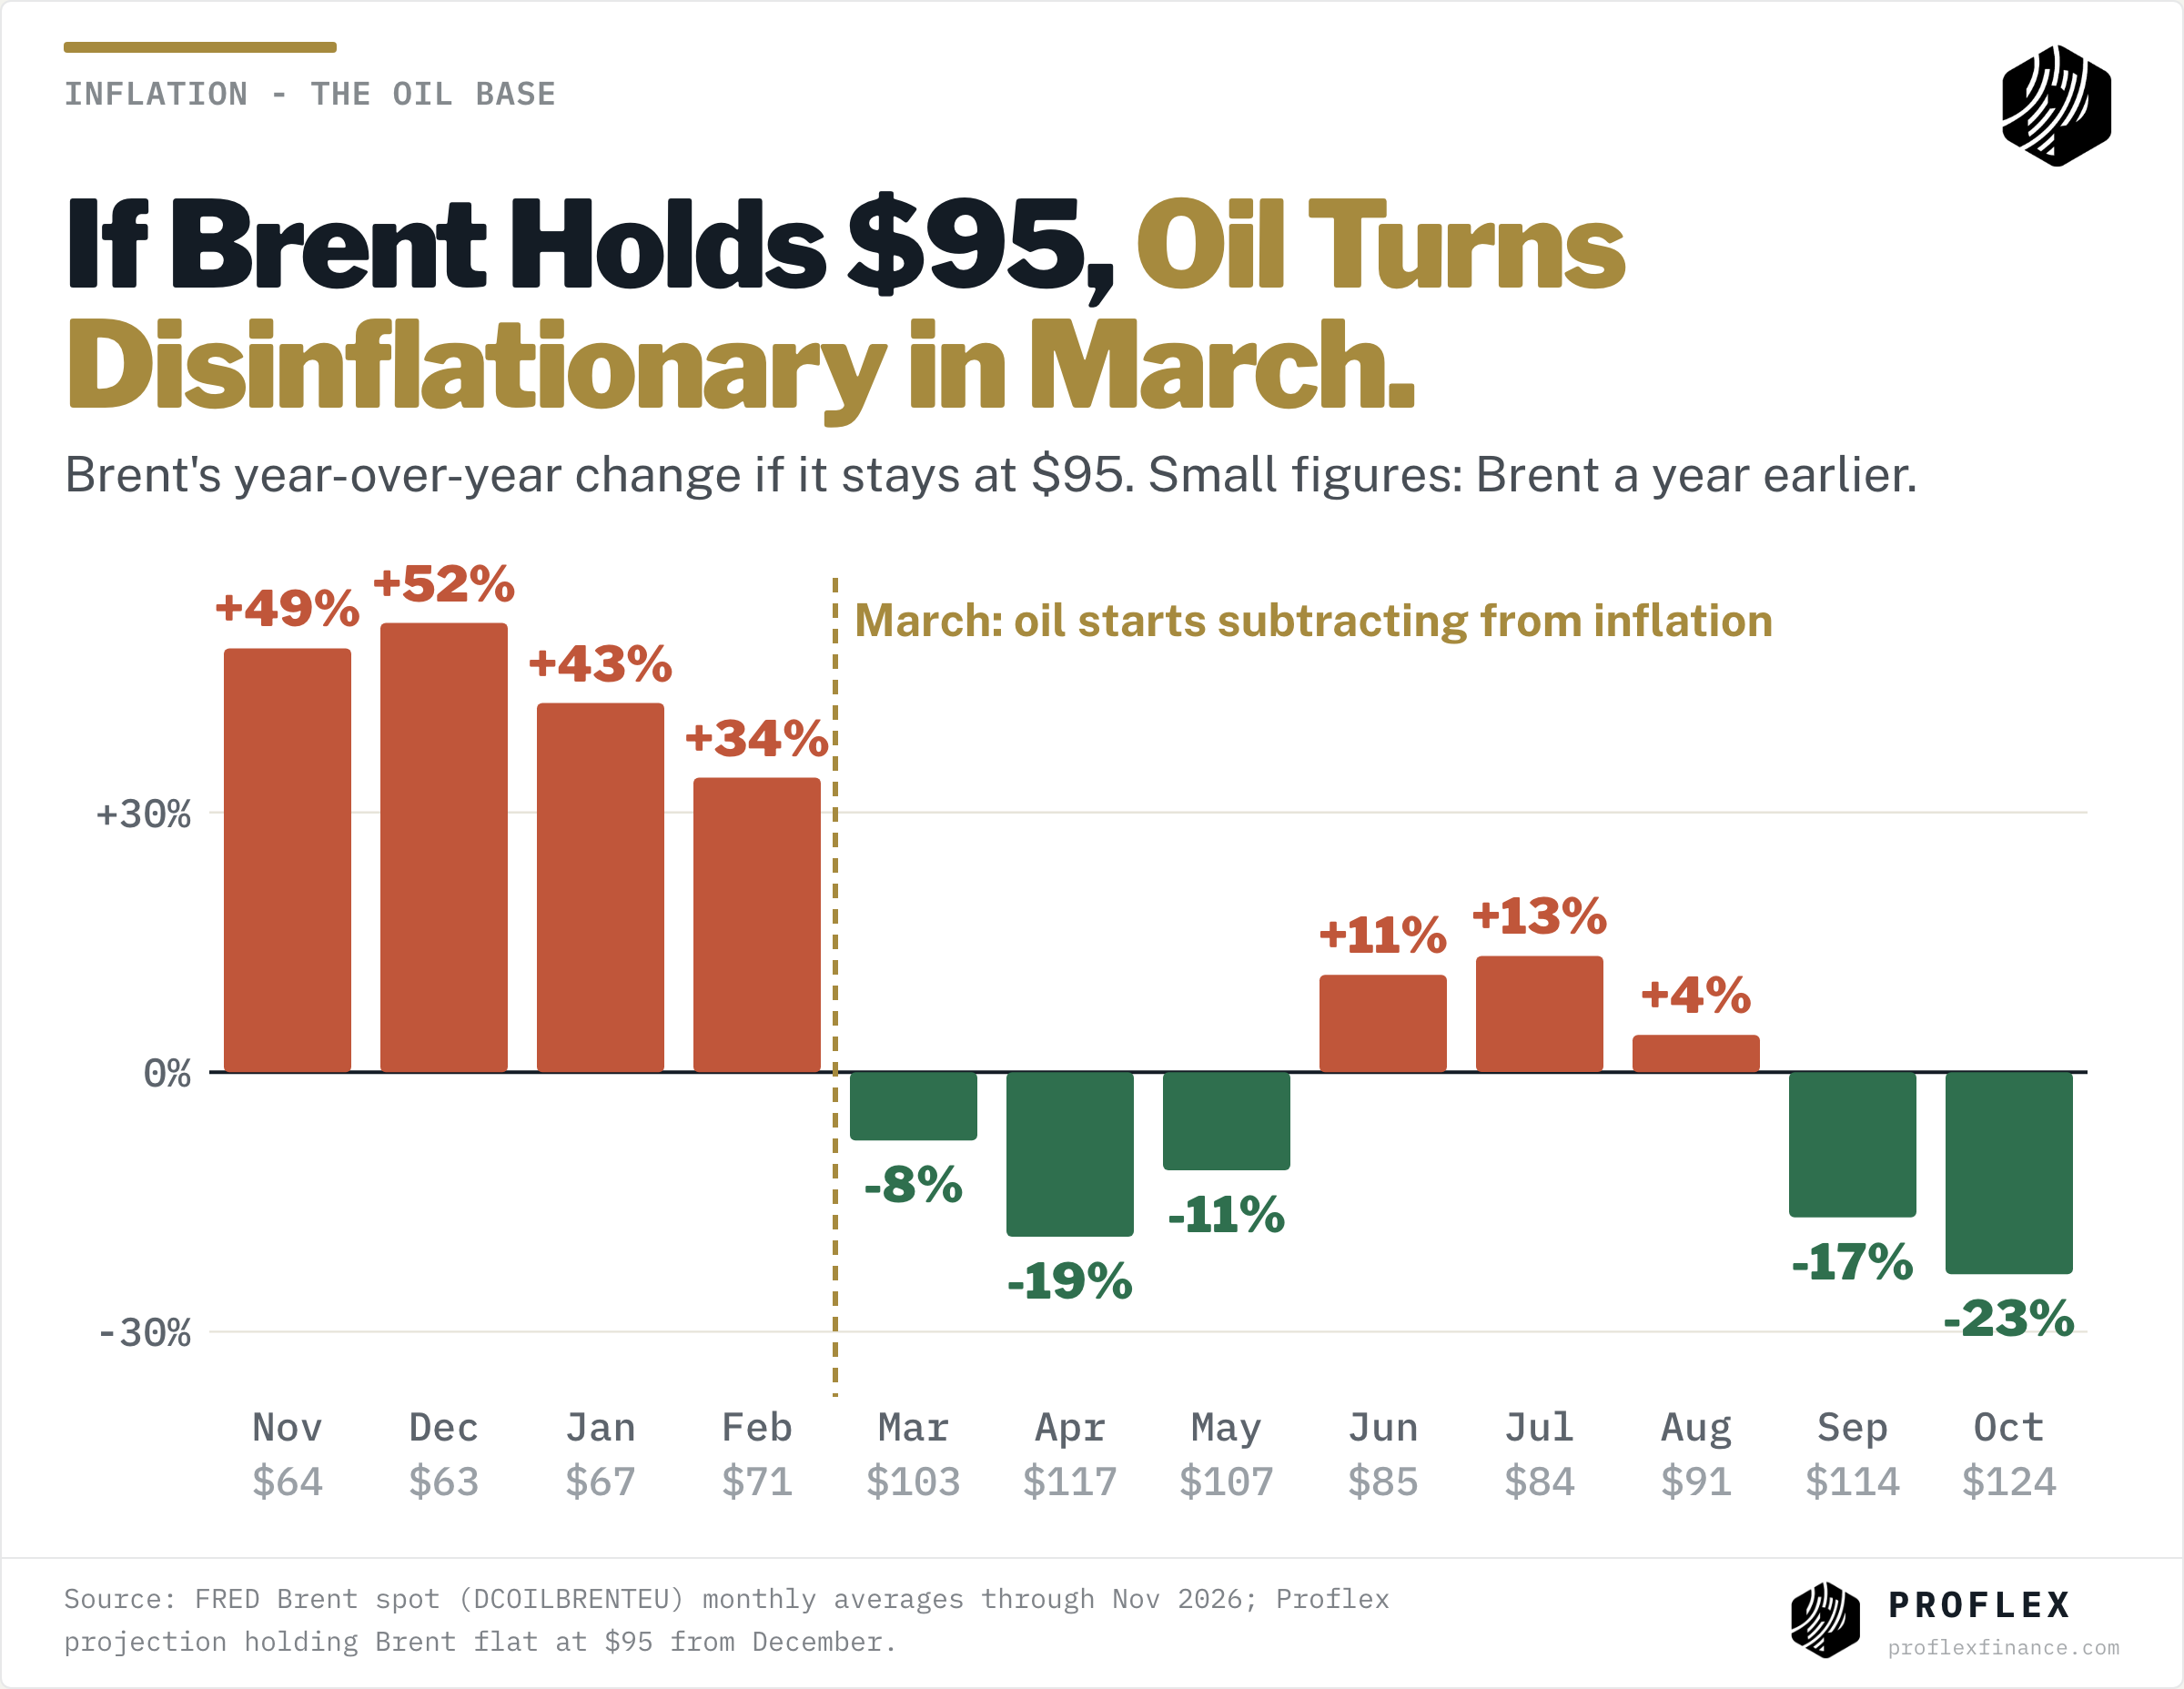 INFLATION - THE OIL BASE
If Brent Holds $95, Oil Turns
Disinflationary in March.
Brent's year-over-year change if it stays at $95. Small figures: Brent a year earlier.
+49% +52% +43% +34%
March: oil starts subtracting from inflation
+30%
+11% +13% +4%
0%
-8% -19% -11% -17% -23%
-30%
Nov Dec Jan Feb Mar Apr May Jun Jul Aug Sep Oct
$64 $63 $67 $71 $103 $117 $107 $85 $84 $91 $114 $124
Source: FRED Brent spot (DCOILBRENTEU) monthly averages through Nov 2026; Proflex
projection holding Brent flat at $95 from December.
PROFLEX
proflexfinance.com